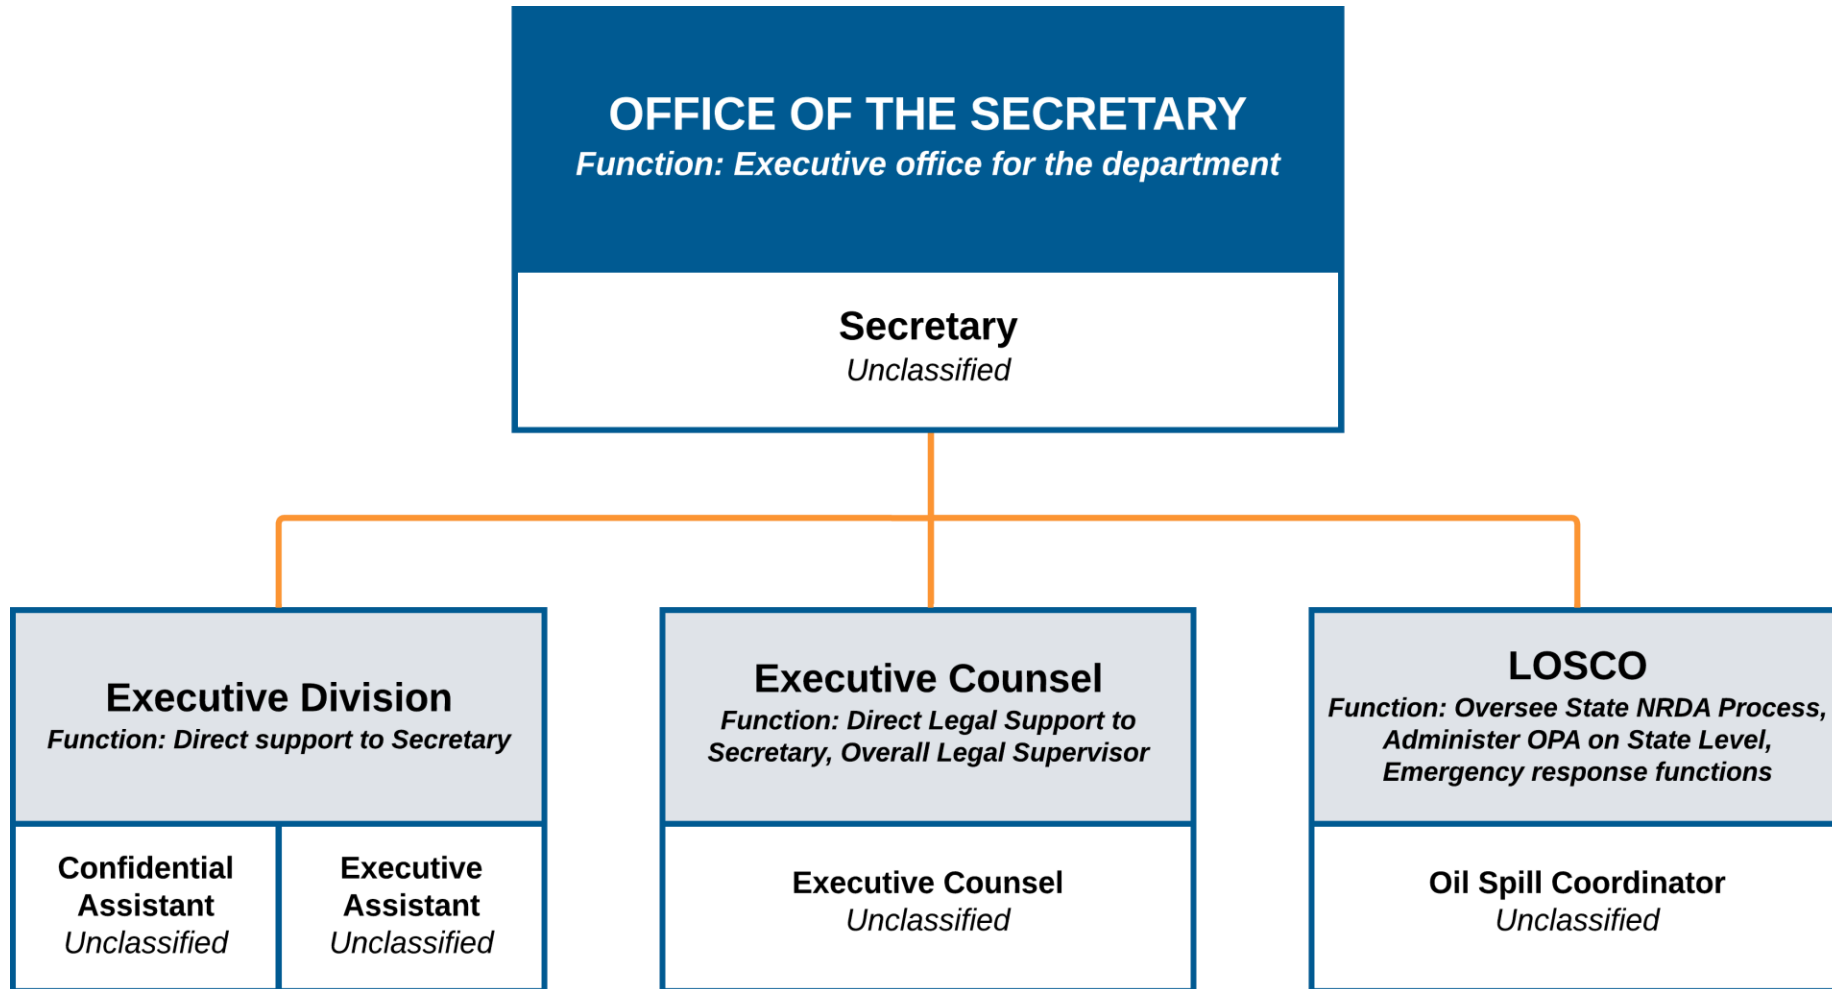 OFFICE OF THE SECRETARY
Function: Executive office for the department
Secretary
Unclassified
Executive Division
Function: Direct support to Secretary
Confidential
Assistant
Unclassified
Executive
Assistant
Unclassified
Executive Counsel
Function: Direct Legal Support to
Secretary, Overall Legal Supervisor
Executive Counsel
Unclassified
LOSCO
Function: Oversee State NRDA Process,
Administer OPA on State Level,
Emergency response functions
Oil Spill Coordinator
Unclassified